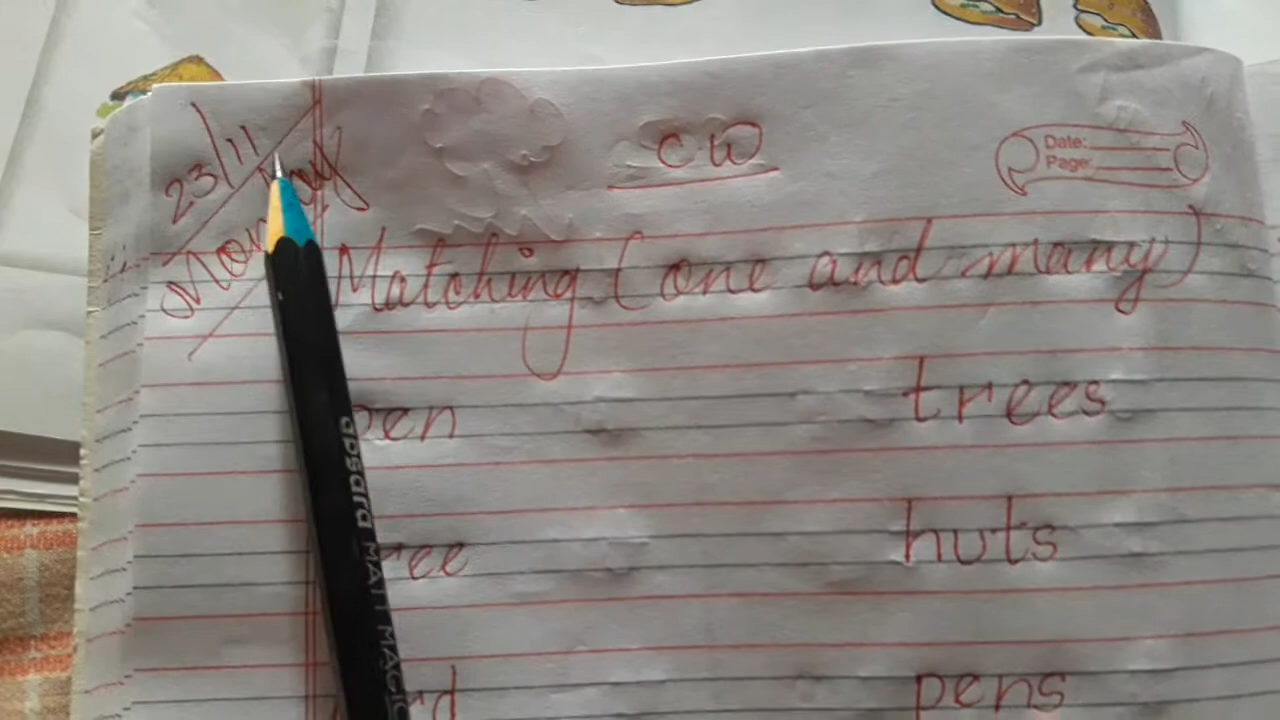 23/11
Monday
CW
Date:
Page:
Matching (one and many)
pen trees
huts
pens
apsara MATT MAGIC